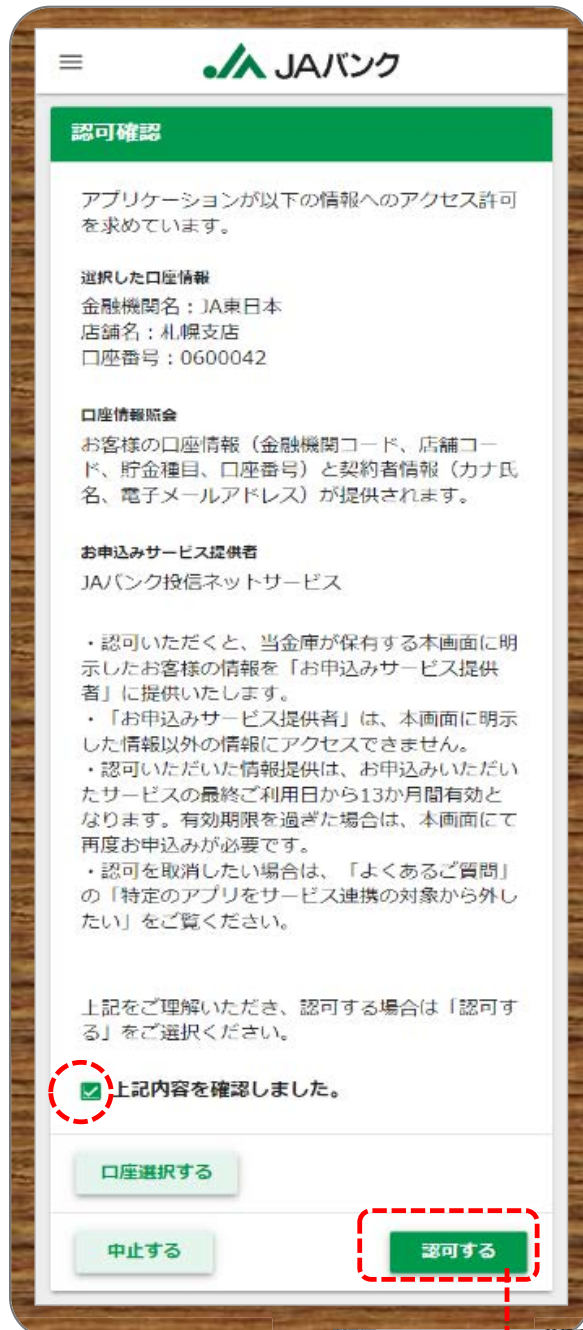 JAバンク
認可確認
アプリケーションが以下の情報へのアクセス許可
を求めています。
選択した口座情報
金融機関名：JA東日本
店舗名：札幌支店
口座番号：0600042
口座情報照会
お客様の口座情報（金融機関コード、店舗コー
ド、貯金種目、口座番号）と契約者情報（カナ氏
名、電子メールアドレス）が提供されます。
お申込みサービス提供者
JAバンク投信ネットサービス
・認可いただくと、当金庫が保有する本画面に明
示したお客様の情報を「お申込みサービス提供
者」に提供いたします。
・「お申込みサービス提供者」は、本画面に明示
した情報以外の情報にアクセスできません。
・認可いただいた情報提供は、お申込みいただい
たサービスの最終ご利用日から13か月間有効と
なります。有効期限を過ぎた場合は、本画面にて
再度お申込みが必要です。
・認可を取消したい場合は、「よくあるご質問」
の「特定のアプリをサービス連携の対象から外し
たい」をご覧ください。
上記をご理解いただき、認可する場合は「認可す
る」をご選択ください。
上記内容を確認しました。
口座選択する
中止する
認可する